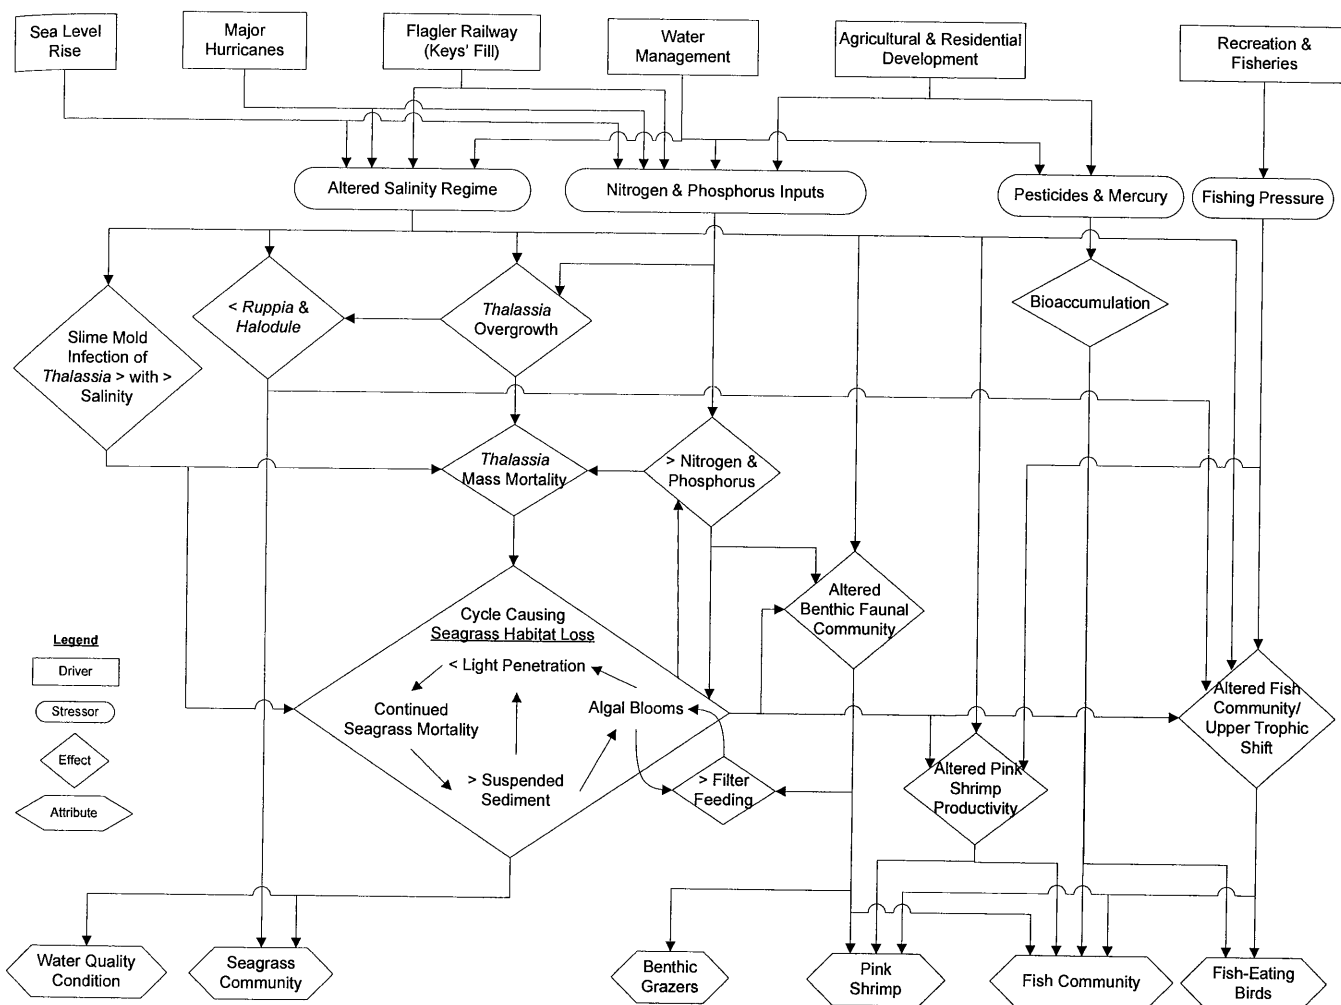 Sea Level
Rise
Major
Hurricanes
Flagler Railway
(Keys' Fill)
Water
Management
Agricultural & Residential
Development
Recreation &
Fisheries
Altered Salinity Regime
Nitrogen & Phosphorus Inputs
Pesticides & Mercury
Fishing Pressure
Slime Mold
Infection of
Thalassia > with >
Salinity
< Ruppia &
Halodule
Thalassia
Overgrowth
Bioaccumulation
Thalassia
Mass Mortality
> Nitrogen &
Phosphorus
Altered
Benthic Faunal
Community
Cycle Causing
Seagrass Habitat Loss
< Light Penetration
Continued
Seagrass Mortality
Algal Blooms
> Suspended
Sediment
> Filter
Feeding
Altered Pink
Shrimp
Productivity
Altered Fish
Community/
Upper Trophic
Shift
Legend
Driver
Stressor
Effect
Attribute
Water Quality
Condition
Seagrass
Community
Benthic
Grazers
Pink
Shrimp
Fish Community
Fish-Eating
Birds